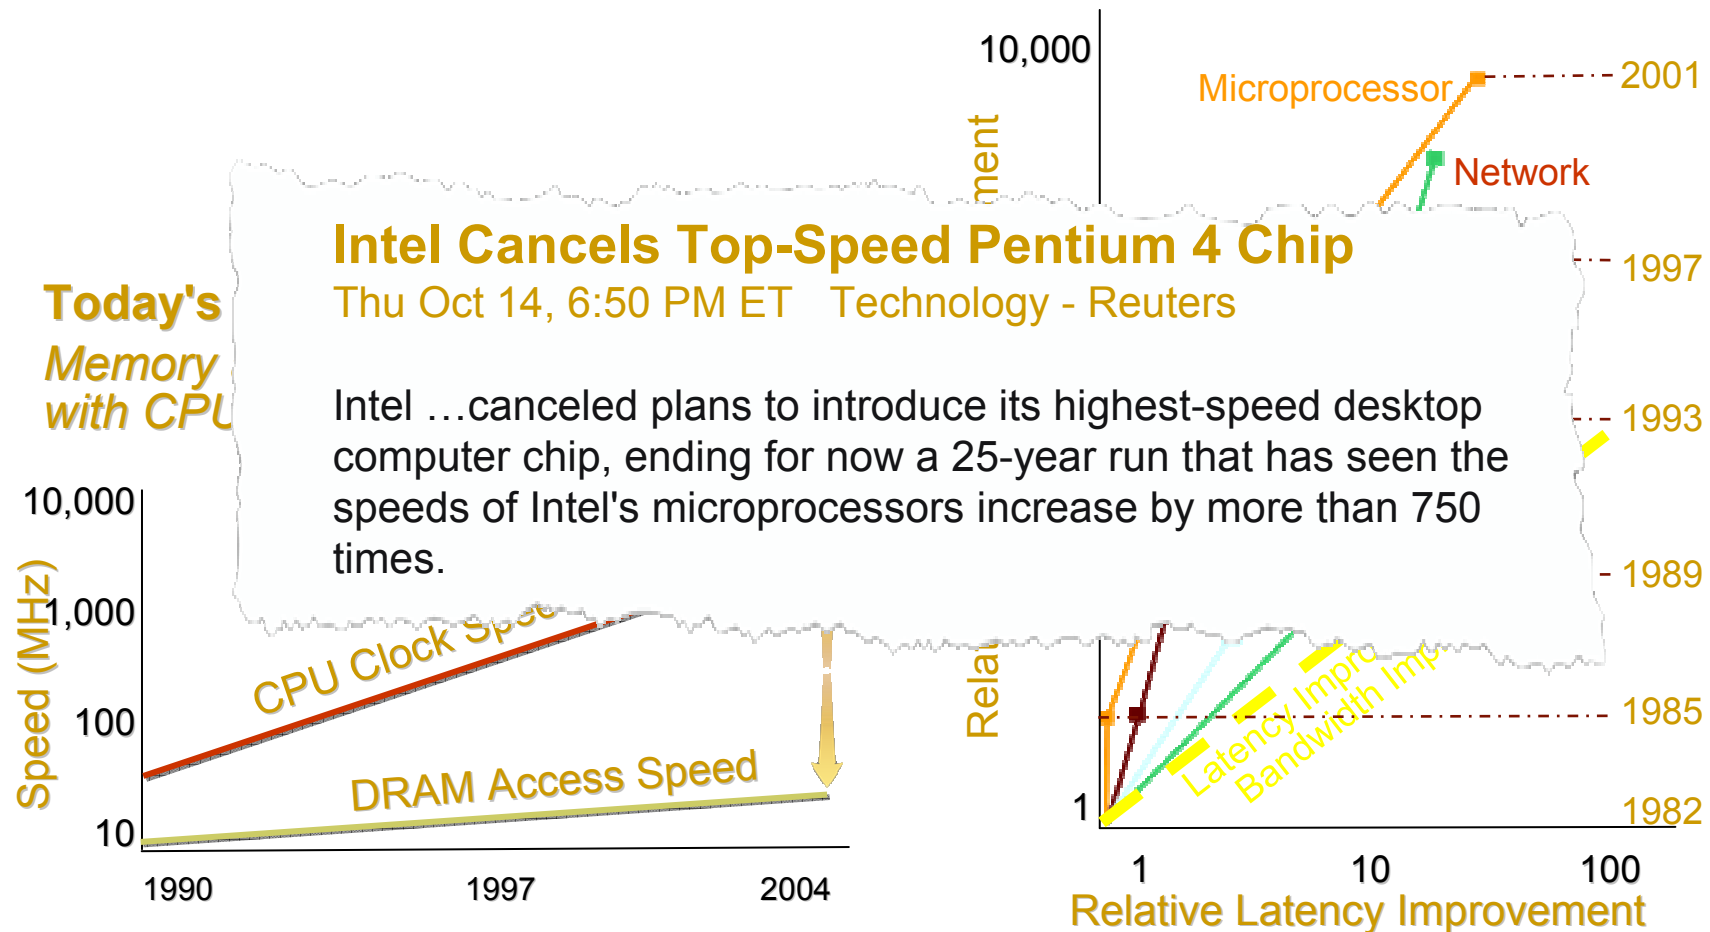 10,000
Microprocessor
2001
Network
Intel Cancels Top-Speed Pentium 4 Chip
Thu Oct 14, 6:50 PM ET Technology - Reuters
1997
Today's
Memory
with CPU
Intel …canceled plans to introduce its highest-speed desktop
computer chip, ending for now a 25-year run that has seen the
speeds of Intel's microprocessors increase by more than 750
times.
1993
1989
1985
1982
10,000
1,000
100
10
Speed (MHz)
CPU Clock
DRAM Access Speed
1990
1997
2004
Latency
Bandwidth
1
1
10
100
Relative Latency Improvement